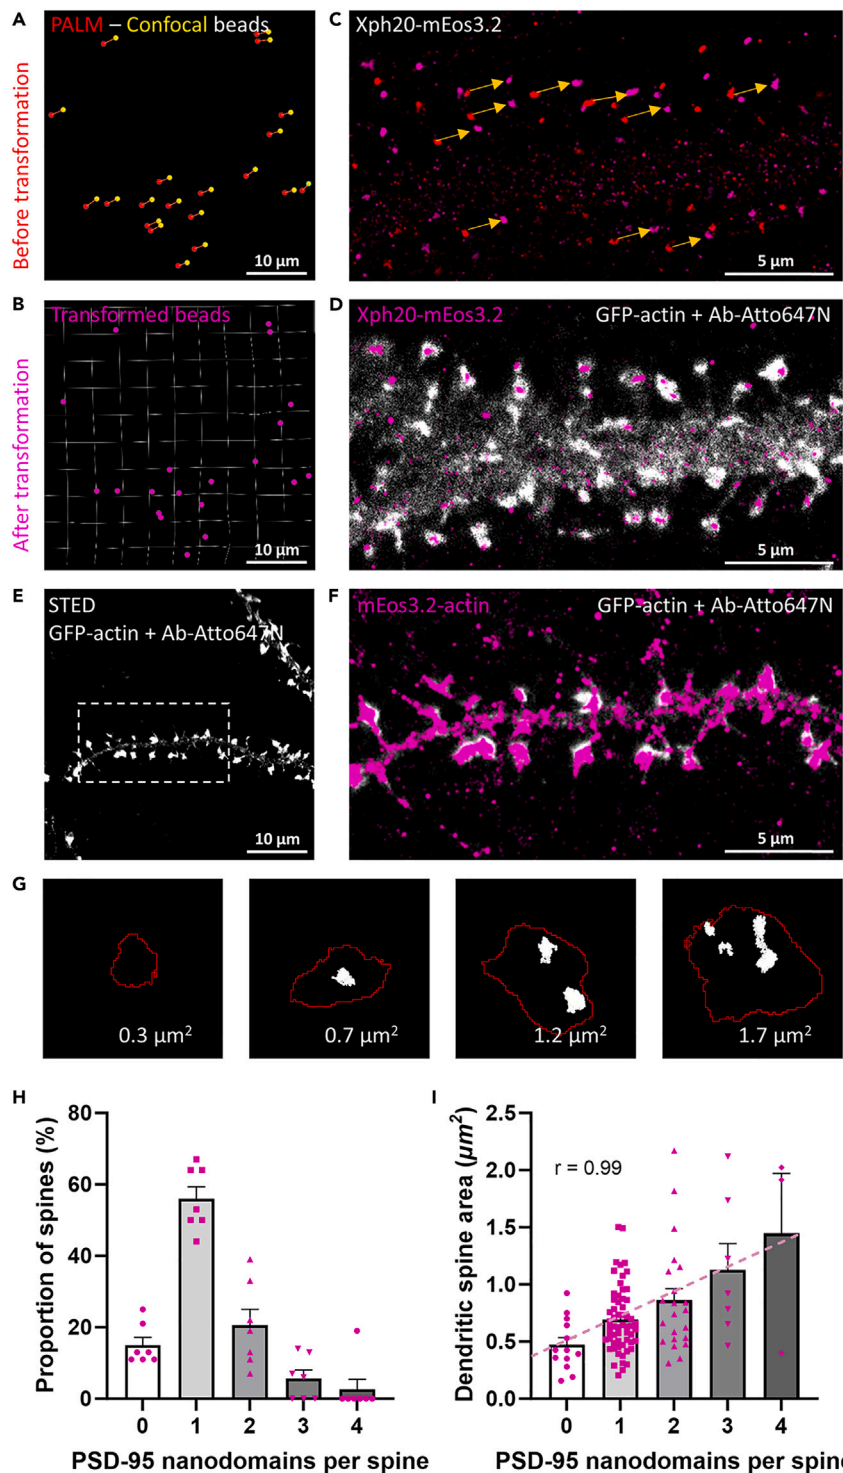 A
PALM – Confocal beads
Before transformation
10 µm
C
Xph20-mEos3.2
5 µm
B
Transformed beads
After transformation
10 µm
D
Xph20-mEos3.2
GFP-actin + Ab-Atto647N
5 µm
E
STED
GFP-actin + Ab-Atto647N
10 µm
F
mEos3.2-actin
GFP-actin + Ab-Atto647N
5 µm
G
0.3 µm²
0.7 µm²
1.2 µm²
1.7 µm²
H
Proportion of spines (%)
80
60
40
20
0
0 1 2 3 4
PSD-95 nanodomains per spine
I
Dendritic spine area (µm²)
r = 0.99
2.5
2.0
1.5
1.0
0.5
0.0
0 1 2 3 4
PSD-95 nanodomains per spine